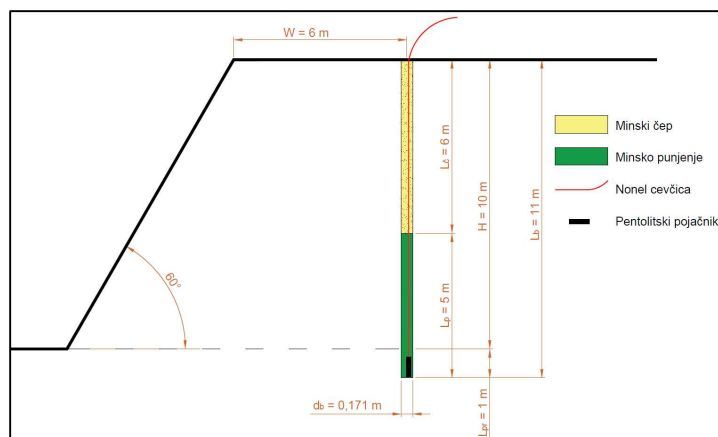 W = 6 m
Lč = 6 m
H = 10 m
Lb = 11 m
Minski čep
Minsko punjenje
Nonel cevčica
Pentolitski pojačnik
60°
Lp = 5 m
db = 0,171 m
Lpr = 1 m